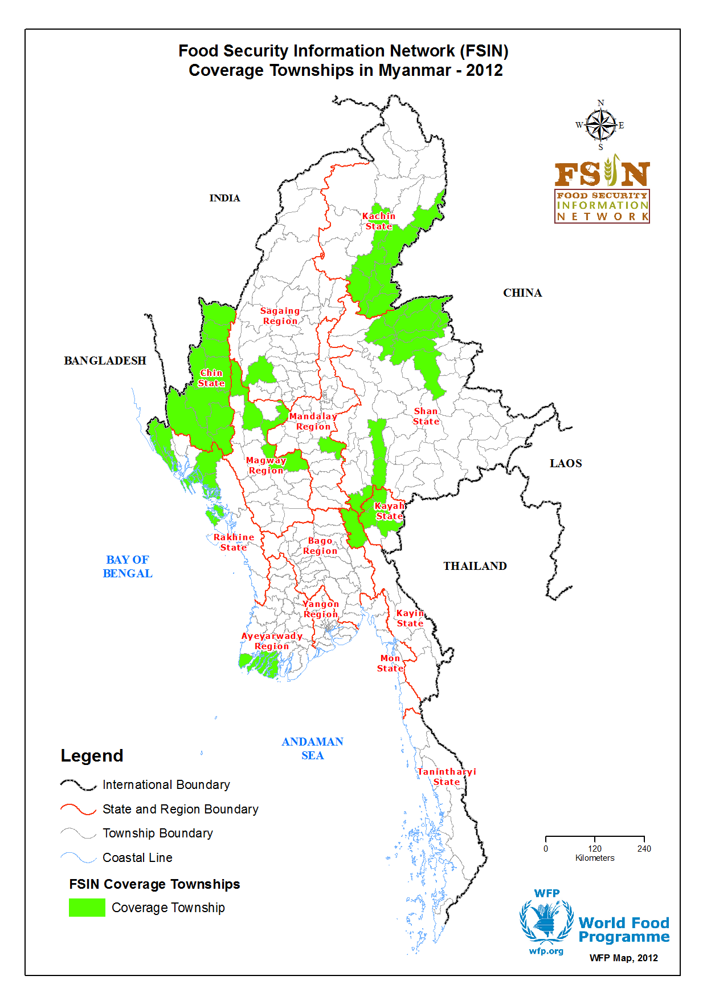 Food Security Information Network (FSIN)
Coverage Townships in Myanmar - 2012
N
W
E
S
FSIN
FOOD SECURITY
INFORMATION
NETWORK
INDIA
Kachin
State
CHINA
Sagaing
Region
BANGLADESH
Chin
State
Shan
State
Mandalay
Region
Magway
Region
LAOS
Kayah
State
Rakhine
State
Bago
Region
BAY OF
BENGAL
THAILAND
Yangon
Region
Kayin
State
Ayeyarwady
Region
Mon
State
ANDAMAN
SEA
Tanintharyi
State
Legend
International Boundary
State and Region Boundary
Township Boundary
Coastal Line
FSIN Coverage Townships
Coverage Township
0 120 240
Kilometers
WFP
wfp.org
World Food
Programme
WFP Map, 2012